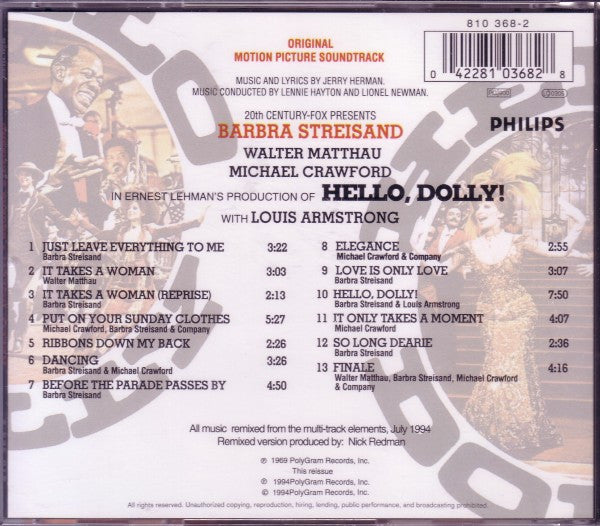 ORIGINAL
MOTION PICTURE SOUNDTRACK
810 368-2
0 42281 03682 8
MUSIC AND LYRICS BY JERRY HERMAN.
MUSIC CONDUCTED BY LENNIE HAYTON AND LIONEL NEWMAN.
20th CENTURY-FOX PRESENTS
BARBRA STREISAND
PHILIPS
WALTER MATTHAU
MICHAEL CRAWFORD
IN ERNEST LEHMAN'S PRODUCTION OF HELLO, DOLLY!
WITH LOUIS ARMSTRONG
1 JUST LEAVE EVERYTHING TO ME 3:22
Barbra Streisand
2 IT TAKES A WOMAN 3:03
Walter Matthau
3 IT TAKES A WOMAN (REPRISE) 2:13
Barbra Streisand
4 PUT ON YOUR SUNDAY CLOTHES 5:27
Michael Crawford, Barbra Streisand & Company
5 RIBBONS DOWN MY BACK 2:26
6 DANCING 3:26
Barbra Streisand & Michael Crawford
7 BEFORE THE PARADE PASSES BY 4:50
Barbra Streisand
8 ELEGANCE 2:55
Michael Crawford & Company
9 LOVE IS ONLY LOVE 3:07
Barbra Streisand
10 HELLO, DOLLY! 7:50
Barbra Streisand & Louis Armstrong
11 IT ONLY TAKES A MOMENT 4:07
Michael Crawford
12 SO LONG DEARIE 2:36
Barbra Streisand
13 FINALE 4:16
Walter Matthau, Barbra Streisand, Michael Crawford
& Company
All music remixed from the multi-track elements, July 1994
Remixed version produced by: Nick Redman
℗ 1969 PolyGram Records, Inc.
This reissue
℗ 1994PolyGram Records, Inc.
© 1994PolyGram Records, Inc.
All rights reserved. Unauthorized copying, reproduction, hiring, lending, public performance, and broadcasting prohibited.